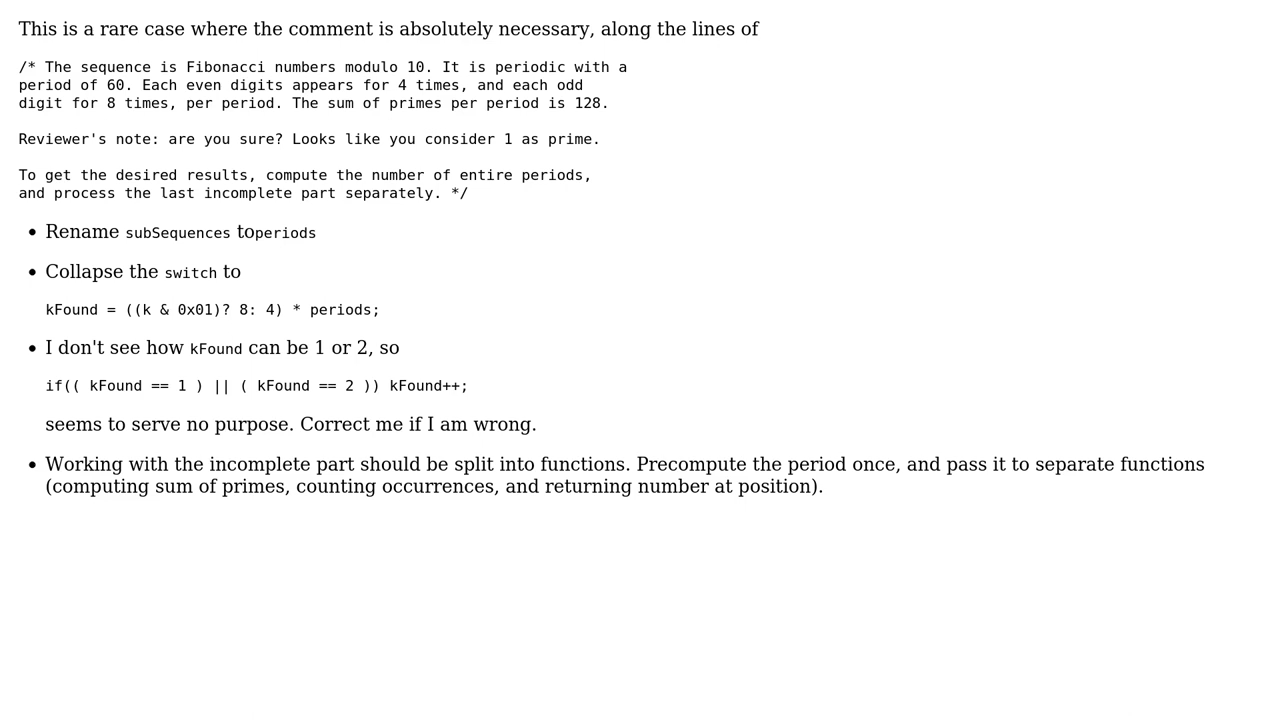 This is a rare case where the comment is absolutely necessary, along the lines of
/* The sequence is Fibonacci numbers modulo 10. It is periodic with a
period of 60. Each even digits appears for 4 times, and each odd
digit for 8 times, per period. The sum of primes per period is 128.
Reviewer's note: are you sure? Looks like you consider 1 as prime.
To get the desired results, compute the number of entire periods,
and process the last incomplete part separately. */
• Rename subSequences toperiods
• Collapse the switch to
kFound = ((k & 0x01)? 8: 4) * periods;
• I don't see how kFound can be 1 or 2, so
if(( kFound == 1 ) || ( kFound == 2 )) kFound++;
seems to serve no purpose. Correct me if I am wrong.
• Working with the incomplete part should be split into functions. Precompute the period once, and pass it to separate functions
(computing sum of primes, counting occurrences, and returning number at position).